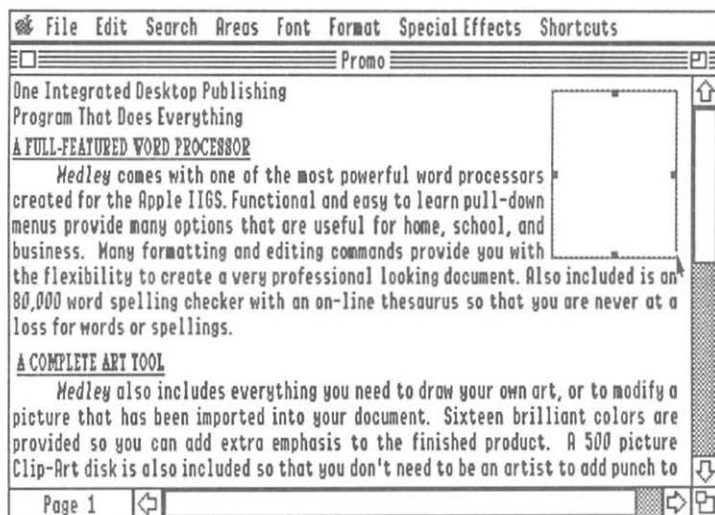 File Edit Search Areas Font Format Special Effects Shortcuts
Promo
One Integrated Desktop Publishing
Program That Does Everything
A FULL-FEATURED WORD PROCESSOR
Medley comes with one of the most powerful word processors
created for the Apple IIGS. Functional and easy to learn pull-down
menus provide many options that are useful for home, school, and
business. Many formatting and editing commands provide you with
the flexibility to create a very professional looking document. Also included is an
80,000 word spelling checker with an on-line thesaurus so that you are never at a
loss for words or spellings.
A COMPLETE ART TOOL
Medley also includes everything you need to draw your own art, or to modify a
picture that has been imported into your document. Sixteen brilliant colors are
provided so you can add extra emphasis to the finished product. A 500 picture
Clip-Art disk is also included so that you don't need to be an artist to add punch to
Page 1